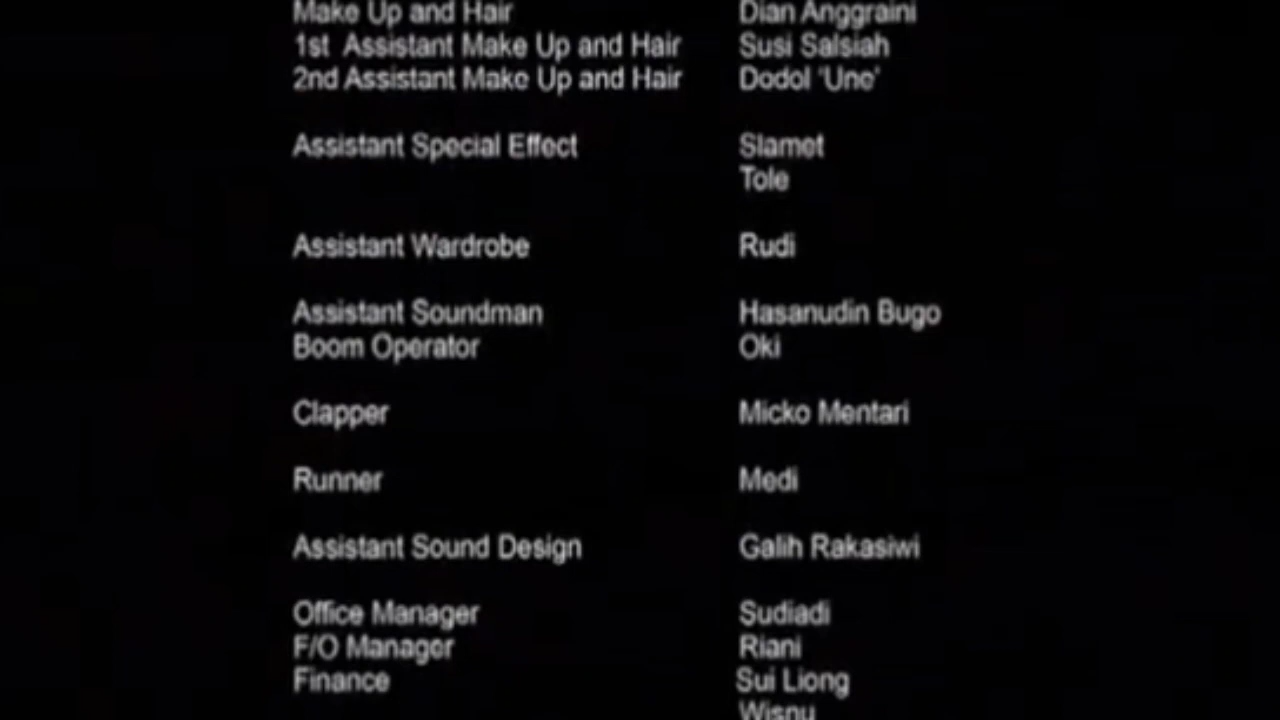 Make Up and Hair Dian Anggraini
1st Assistant Make Up and Hair Susi Salsiah
2nd Assistant Make Up and Hair Dodol 'Une'
Assistant Special Effect Slamet
Tole
Assistant Wardrobe Rudi
Assistant Soundman Hasanudin Bugo
Boom Operator Oki
Clapper Micko Mentari
Runner Medi
Assistant Sound Design Galih Rakasiwi
Office Manager Sudiadi
F/O Manager Riani
Finance Sui Liong
Wisnu